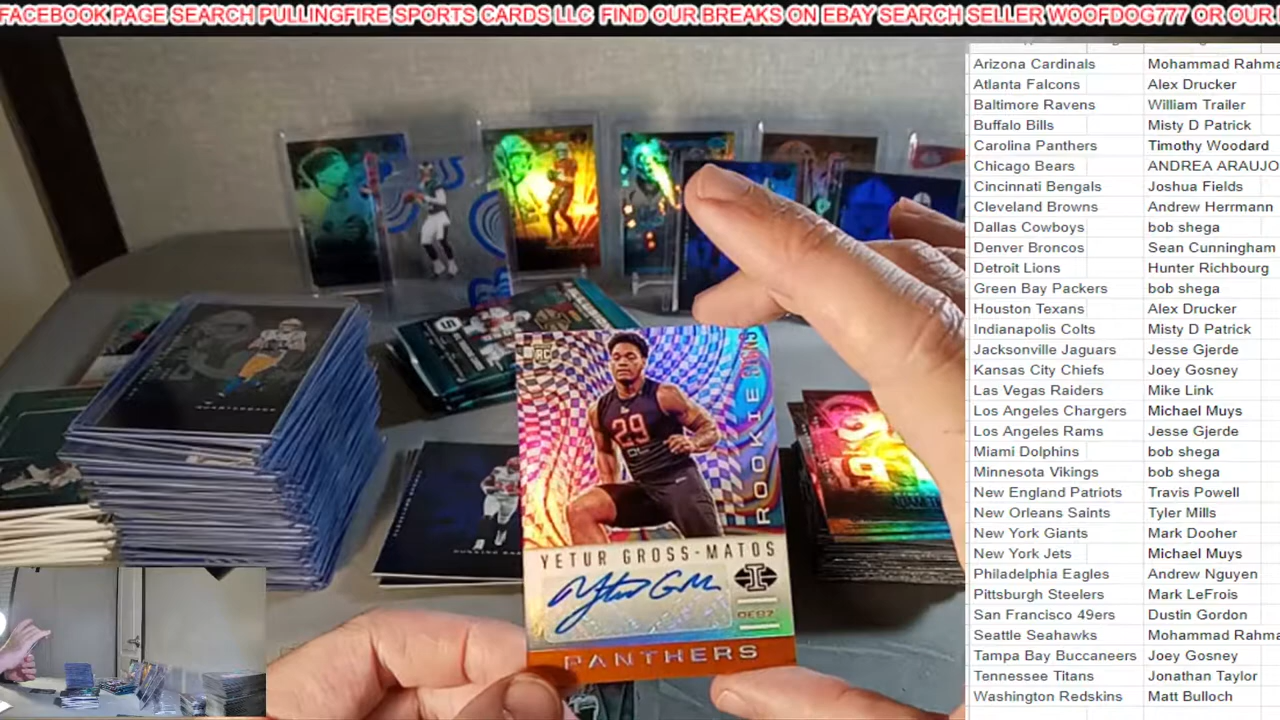 FACEBOOK PAGE SEARCH PULLINGFIRE SPORTS CARDS LLC FIND OUR BREAKS ON EBAY SEARCH SELLER WOOFDOG777 OR OUR
Arizona Cardinals Mohammad Rahma
Atlanta Falcons Alex Drucker
Baltimore Ravens William Trailer
Buffalo Bills Misty D Patrick
Carolina Panthers Timothy Woodard
Chicago Bears ANDREA ARAUJO
Cincinnati Bengals Joshua Fields
Cleveland Browns Andrew Herrmann
Dallas Cowboys bob shega
Denver Broncos Sean Cunningham
Detroit Lions Hunter Richbourg
Green Bay Packers bob shega
Houston Texans Alex Drucker
Indianapolis Colts Misty D Patrick
Jacksonville Jaguars Jesse Gjerde
Kansas City Chiefs Joey Gosney
Las Vegas Raiders Mike Link
Los Angeles Chargers Michael Muys
Los Angeles Rams Jesse Gjerde
Miami Dolphins bob shega
Minnesota Vikings bob shega
New England Patriots Travis Powell
New Orleans Saints Tyler Mills
New York Giants Mark Dooher
New York Jets Michael Muys
Philadelphia Eagles Andrew Nguyen
Pittsburgh Steelers Mark LeFrois
San Francisco 49ers Dustin Gordon
Seattle Seahawks Mohammad Rahma
Tampa Bay Buccaneers Joey Gosney
Tennessee Titans Jonathan Taylor
Washington Redskins Matt Bulloch
QUARTERBACK
RC
ROOKIE SIGNS
29
YETUR GROSS-MATOS
I
PANTHERS